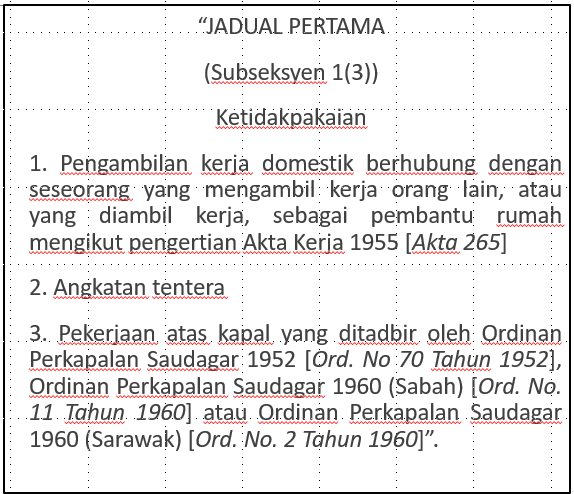 “JADUAL PERTAMA
(Subseksyen 1(3))
Ketidakpakaian
1. Pengambilan kerja domestik berhubung dengan
seseorang yang mengambil kerja orang lain, atau
yang diambil kerja, sebagai pembantu rumah
mengikut pengertian Akta Kerja 1955 [Akta 265]
2. Angkatan tentera
3. Pekerjaan atas kapal yang ditadbir oleh Ordinan
Perkapalan Saudagar 1952 [Ord. No 70 Tahun 1952],
Ordinan Perkapalan Saudagar 1960 (Sabah) [Ord. No.
11 Tahun 1960] atau Ordinan Perkapalan Saudagar
1960 (Sarawak) [Ord. No. 2 Tahun 1960]”.